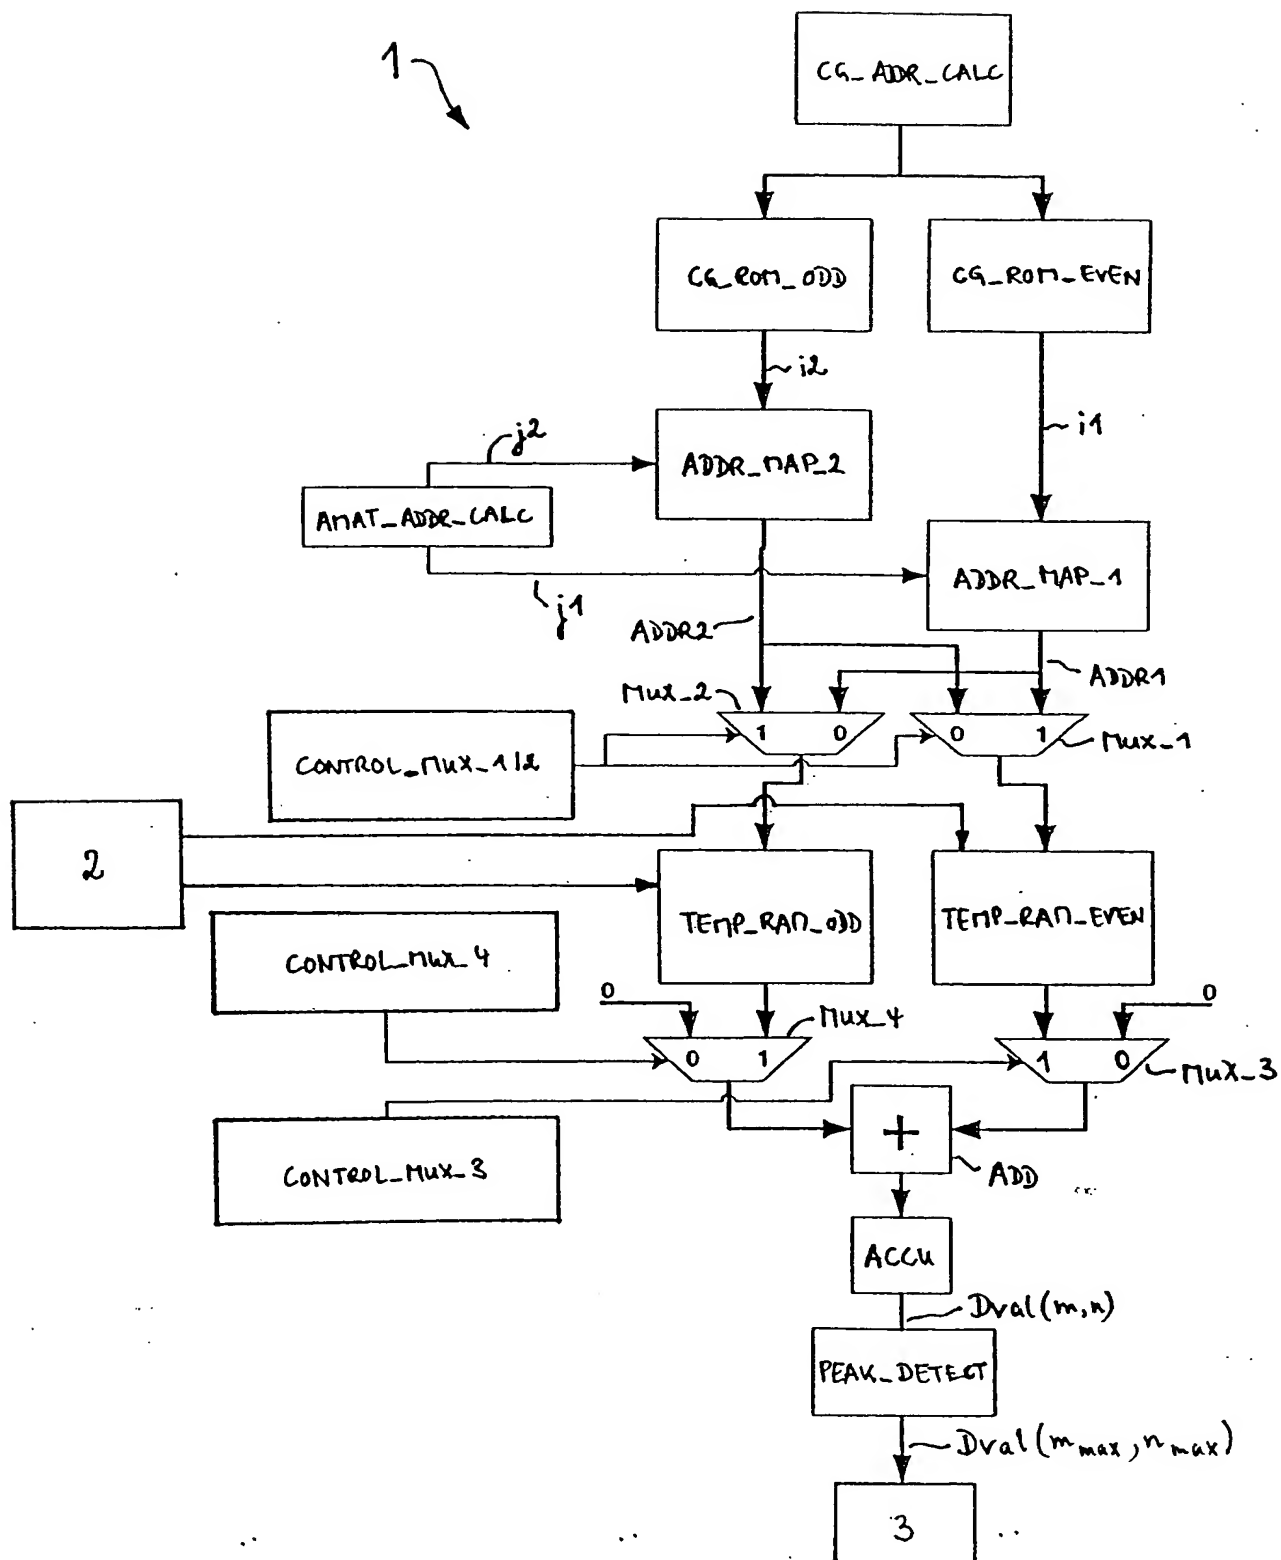 1
CG_ADDR_CALC
CG_ROM_ODD
CG_ROM_EVEN
i2
i1
j2
ADDR_MAP_2
AMAT_ADDR_CALC
ADDR_MAP_1
j1
ADDR2
ADDR1
MUX_2
1 0
0 1
MUX_1
CONTROL_MUX_1/2
2
TEMP_RAM_ODD
TEMP_RAM_EVEN
CONTROL_MUX_4
0
0
MUX_4
0 1
1 0
MUX_3
CONTROL_MUX_3
+
ADD
ACCU
Dval(m,n)
PEAK_DETECT
Dval(m max, n max)
3